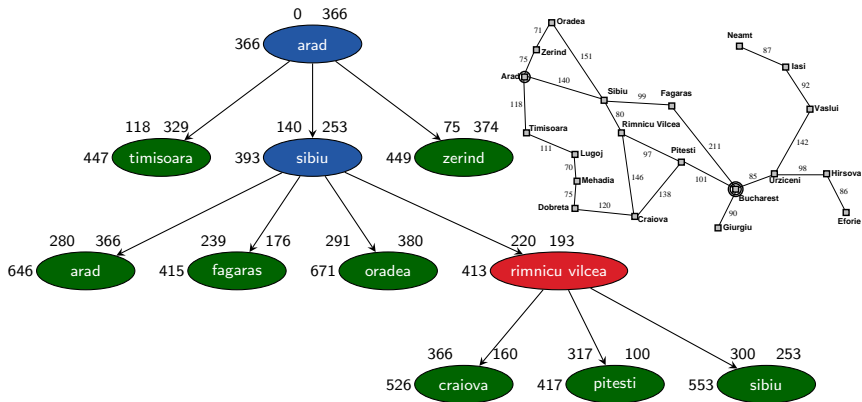 0 366
366 arad
118 329
447 timisoara
140 253
393 sibiu
75 374
449 zerind
280 366
646 arad
239 176
415 fagaras
291 380
671 oradea
220 193
413 rimnicu vilcea
366 160
526 craiova
317 100
417 pitesti
300 253
553 sibiu
Oradea
71
Zerind
75
151
Arad
140
118
Sibiu
99
Fagaras
80
Rimnicu Vilcea
Timisoara
111
Lugoj
70
Mehadia
75
Dobreta
120
Craiova
146
138
97
Pitesti
101
211
Bucharest
90
Giurgiu
85
Urziceni
98
Hirsova
86
Eforie
142
Vaslui
92
Iasi
87
Neamt